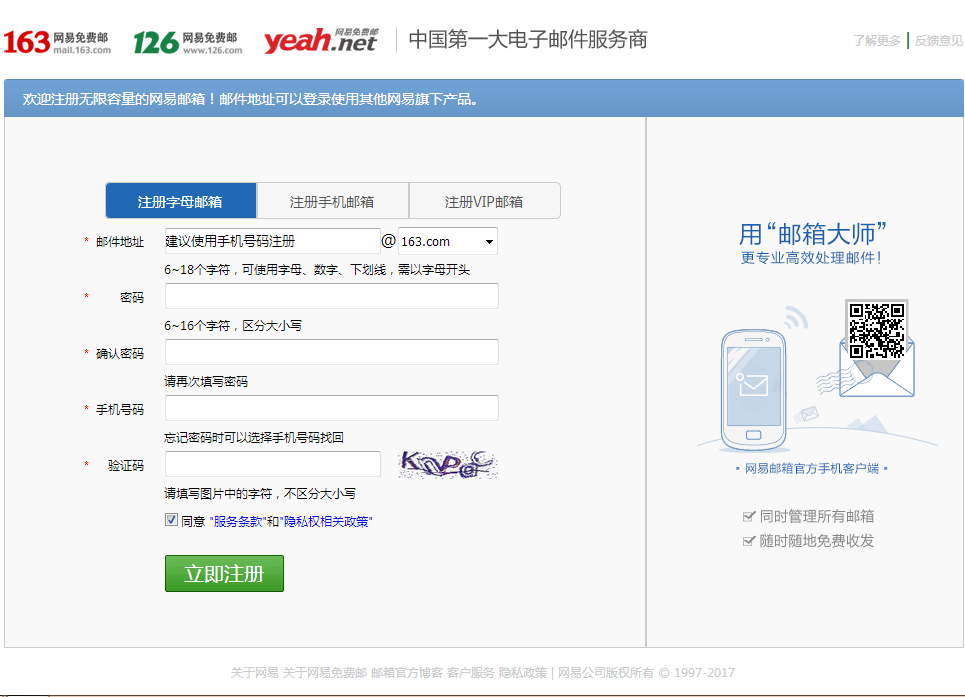 163 网易免费邮 mail.163.com 126 网易免费邮 www.126.com yeah.net 网易免费邮 中国第一大电子邮件服务商 了解更多 反馈意见
欢迎注册无限容量的网易邮箱！邮件地址可以登录使用其他网易旗下产品。
注册字母邮箱 注册手机邮箱 注册VIP邮箱
* 邮件地址 建议使用手机号码注册 @ 163.com
6~18个字符，可使用字母、数字、下划线，需以字母开头
* 密码
6~16个字符，区分大小写
* 确认密码
请再次填写密码
* 手机号码
忘记密码时可以选择手机号码找回
* 验证码
请填写图片中的字符，不区分大小写
同意 "服务条款"和"隐私权相关政策"
立即注册
用“邮箱大师”
更专业高效处理邮件！
• 网易邮箱官方手机客户端 •
同时管理所有邮箱
随时随地免费收发
关于网易 关于网易免费邮 邮箱官方博客 客户服务 隐私政策 | 网易公司版权所有 © 1997-2017